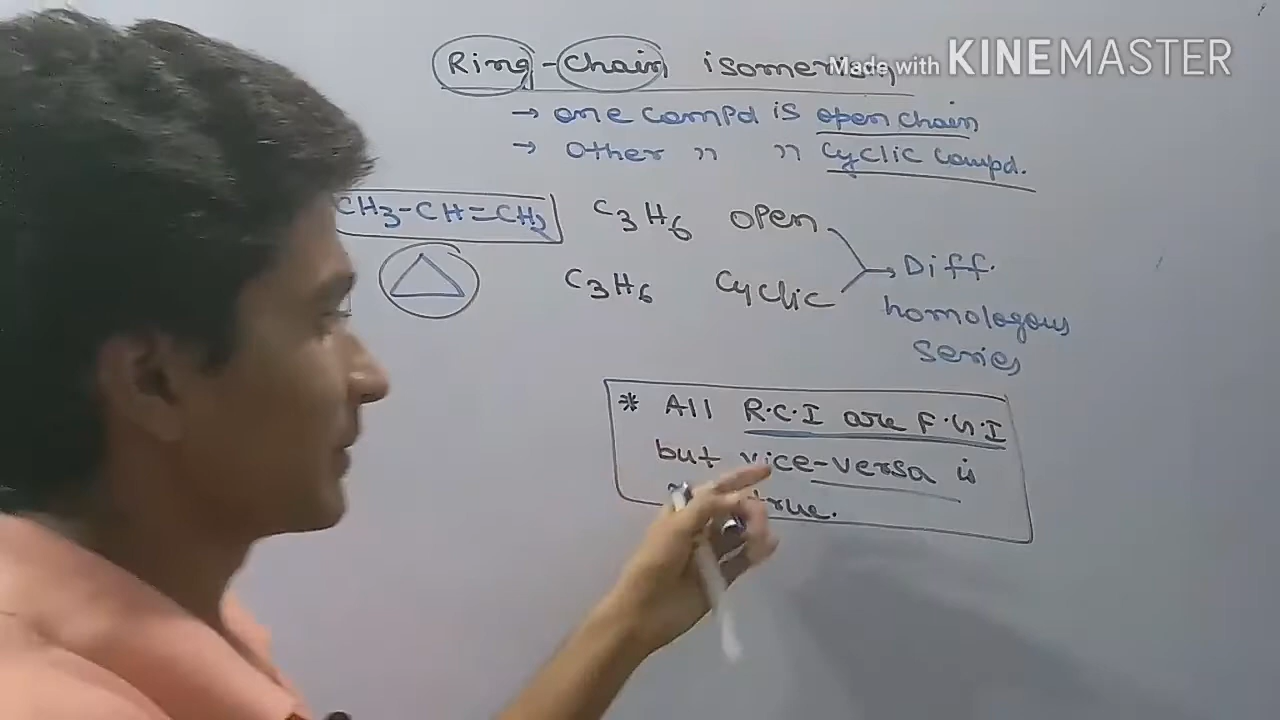 Ring-Chain isomerism
Made with KINEMASTER
→ one compd is open chain
→ Other " " Cyclic compd.
CH3-CH=CH2 C3H6 open
C3H6 Cyclic → Diff.
homologous
series
* All R.C.I are F.G.I
but vice-versa is
true.